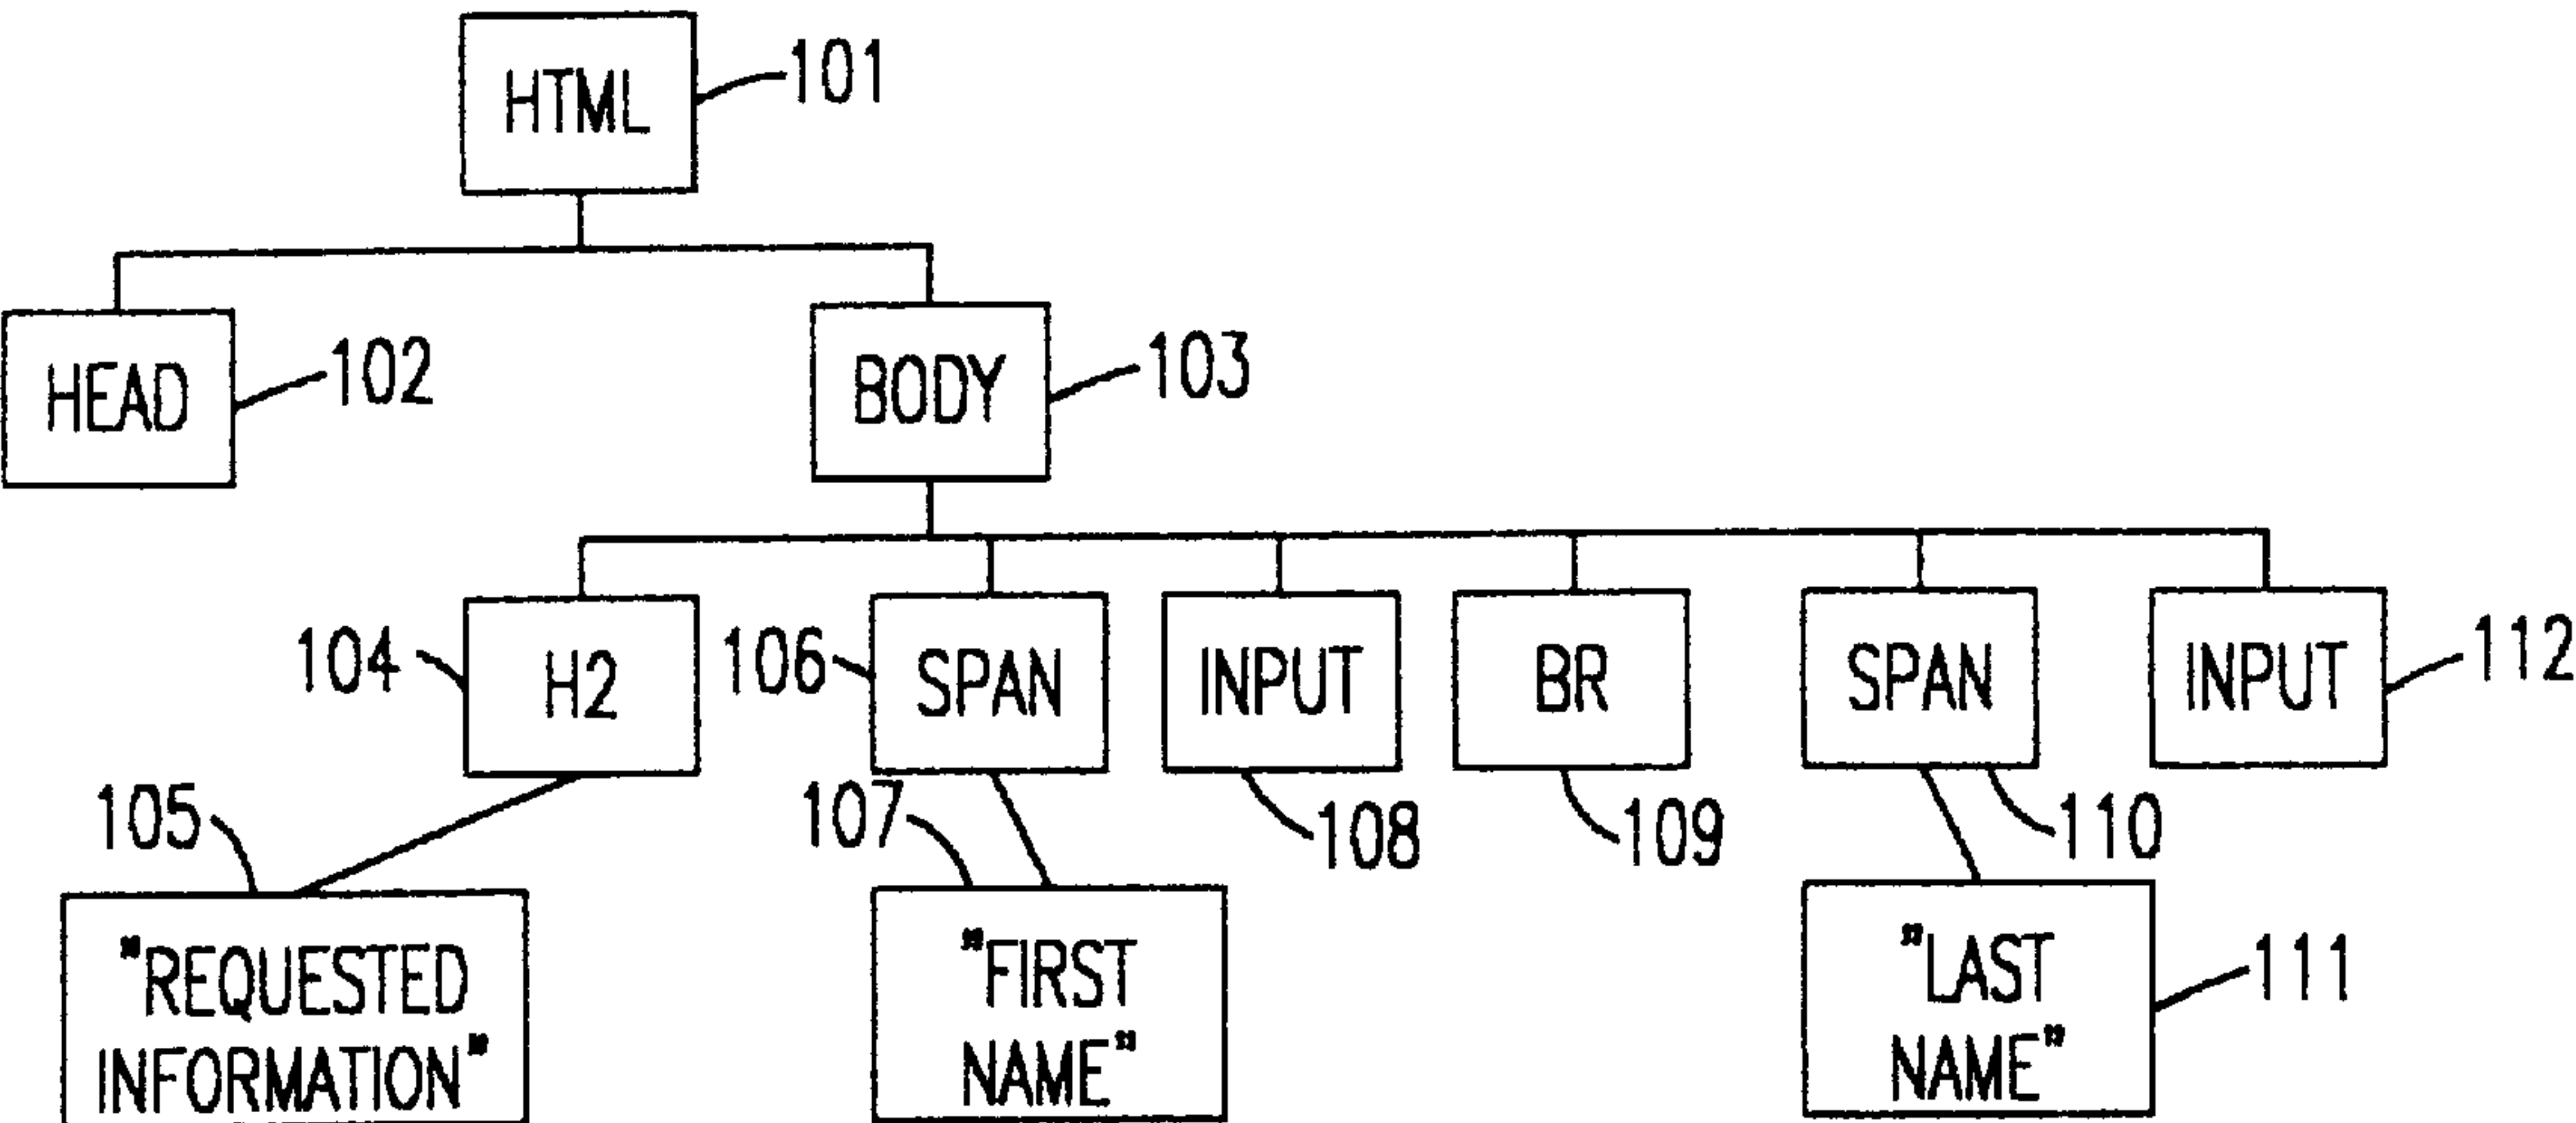 HTML
101
HEAD
102
BODY
103
104
H2
106
SPAN
INPUT
BR
SPAN
INPUT
112
105
107
108
109
110
"REQUESTED
INFORMATION"
"FIRST
NAME"
"LAST
NAME"
111